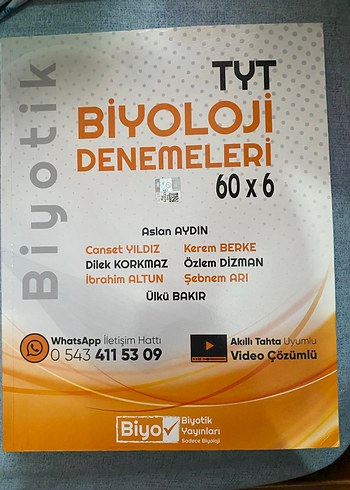 Biyotik
TYT
BİYOLOJİ
DENEMELERİ
60 x 6
Aslan AYDIN
Canset YILDIZ Kerem BERKE
Dilek KORKMAZ Özlem DİZMAN
İbrahim ALTUN Şebnem ARI
Ülkü BAKIR
WhatsApp İletişim Hattı
0 543 411 53 09
Akıllı Tahta Uyumlu
Video Çözümlü
Biyo
Biyotik
Yayınları
Sadece Biyoloji